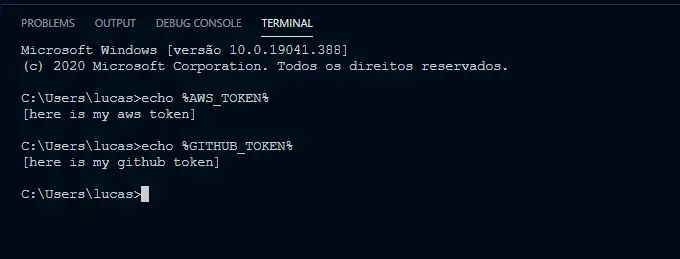 PROBLEMS OUTPUT DEBUG CONSOLE TERMINAL
Microsoft Windows [versão 10.0.19041.388]
(c) 2020 Microsoft Corporation. Todos os direitos reservados.
C:\Users\lucas>echo %AWS_TOKEN%
[here is my aws token]
C:\Users\lucas>echo %GITHUB_TOKEN%
[here is my github token]
C:\Users\lucas>